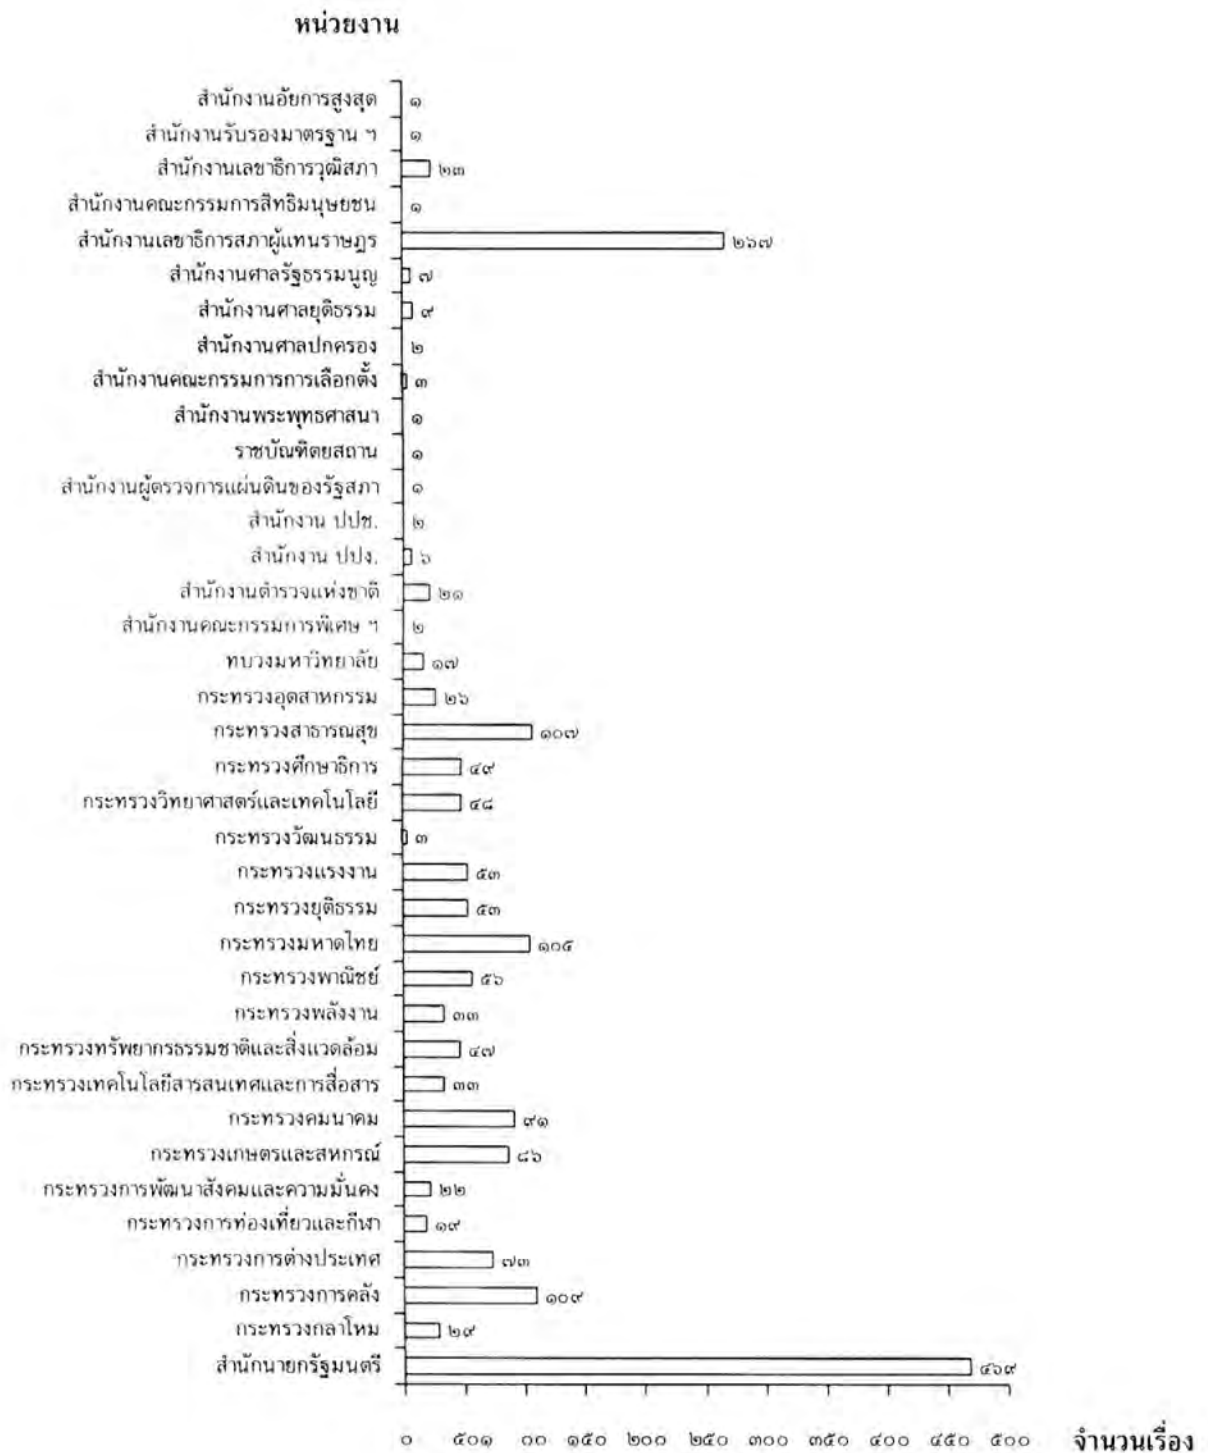 หน่วยงาน
สำนักงานอัยการสูงสุด ๑
สำนักงานรับรองมาตรฐาน ฯ ๑
สำนักงานเลขาธิการวุฒิสภา ๒๓
สำนักงานคณะกรรมการสิทธิมนุษยชน ๑
สำนักงานเลขาธิการสภาผู้แทนราษฎร ๒๖๗
สำนักงานศาลรัฐธรรมนูญ ๗
สำนักงานศาลยุติธรรม ๙
สำนักงานศาลปกครอง ๒
สำนักงานคณะกรรมการการเลือกตั้ง ๓
สำนักงานพระพุทธศาสนา ๑
ราชบัณฑิตยสถาน ๑
สำนักงานผู้ตรวจการแผ่นดินของรัฐสภา ๑
สำนักงาน ปปช. ๒
สำนักงาน ปปง. ๖
สำนักงานตำรวจแห่งชาติ ๒๑
สำนักงานคณะกรรมการพิเศษ ฯ ๒
ทบวงมหาวิทยาลัย ๑๗
กระทรวงอุตสาหกรรม ๒๖
กระทรวงสาธารณสุข ๑๐๗
กระทรวงศึกษาธิการ ๔๙
กระทรวงวิทยาศาสตร์และเทคโนโลยี ๔๘
กระทรวงวัฒนธรรม ๓
กระทรวงแรงงาน ๕๓
กระทรวงยุติธรรม ๕๓
กระทรวงมหาดไทย ๑๐๕
กระทรวงพาณิชย์ ๕๖
กระทรวงพลังงาน ๓๓
กระทรวงทรัพยากรธรรมชาติและสิ่งแวดล้อม ๔๗
กระทรวงเทคโนโลยีสารสนเทศและการสื่อสาร ๓๓
กระทรวงคมนาคม ๙๑
กระทรวงเกษตรและสหกรณ์ ๘๖
กระทรวงการพัฒนาสังคมและความมั่นคง ๒๒
กระทรวงการท่องเที่ยวและกีฬา ๑๙
กระทรวงการต่างประเทศ ๗๓
กระทรวงการคลัง ๑๐๙
กระทรวงกลาโหม ๒๙
สำนักนายกรัฐมนตรี ๔๖๙
๐ ๕๐๑ ๐๐ ๑๕๐ ๒๐๐ ๒๕๐ ๓๐๐ ๓๕๐ ๔๐๐ ๔๕๐ ๕๐๐ จำนวนเรื่อง